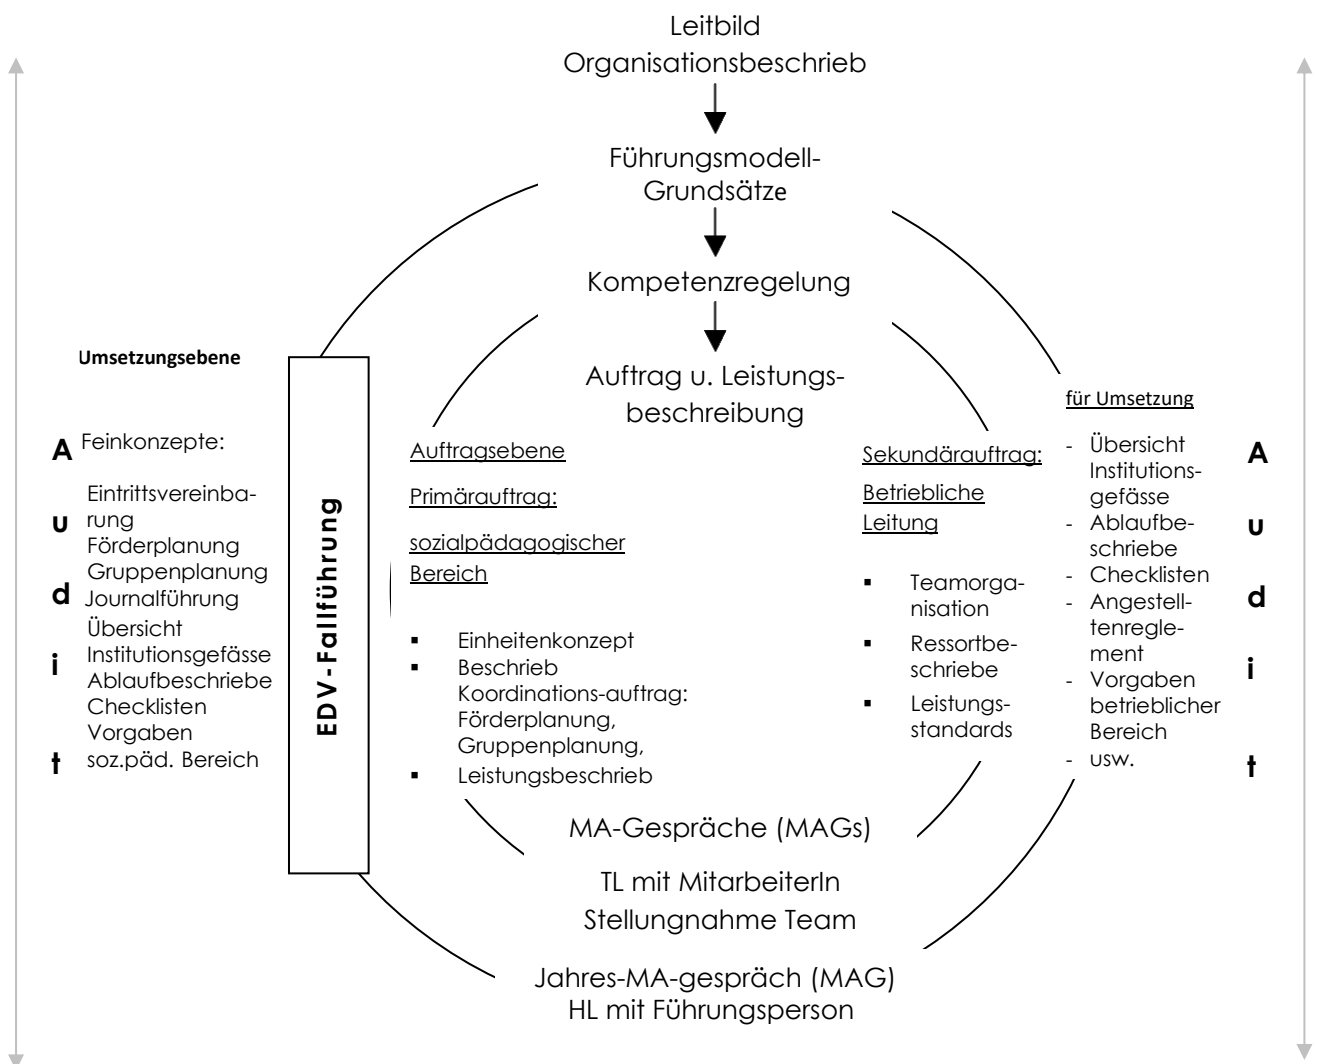 Leitbild
Organisationsbeschrieb
Führungsmodell-
Grundsätze
Kompetenzregelung
Auftrag u. Leistungs-
beschreibung
Umsetzungsebene
Feinkonzepte:
Eintrittsvereinba-
rung
Förderplanung
Gruppenplanung
Journalführung
Übersicht
Institutionsgefässe
Ablaufbeschriebe
Checklisten
Vorgaben
soz.päd. Bereich
A
u
d
i
t
EDV-Fallführung
Auftragsebene
Primärauftrag:
sozialpädagogischer
Bereich
▪ Einheitenkonzept
▪ Beschrieb
Koordinations-auftrag:
Förderplanung,
Gruppenplanung,
▪ Leistungsbeschrieb
Sekundärauftrag:
Betriebliche
Leitung
▪ Teamorga-
nisation
▪ Ressortbe-
schriebe
▪ Leistungs-
standards
für Umsetzung
- Übersicht
Institutions-
gefässe
- Ablaufbe-
schriebe
- Checklisten
- Angestell-
tenregle-
ment
- Vorgaben
betrieblicher
Bereich
- usw.
A
u
d
i
t
MA-Gespräche (MAGs)
TL mit MitarbeiterIn
Stellungnahme Team
Jahres-MA-gespräch (MAG)
HL mit Führungsperson